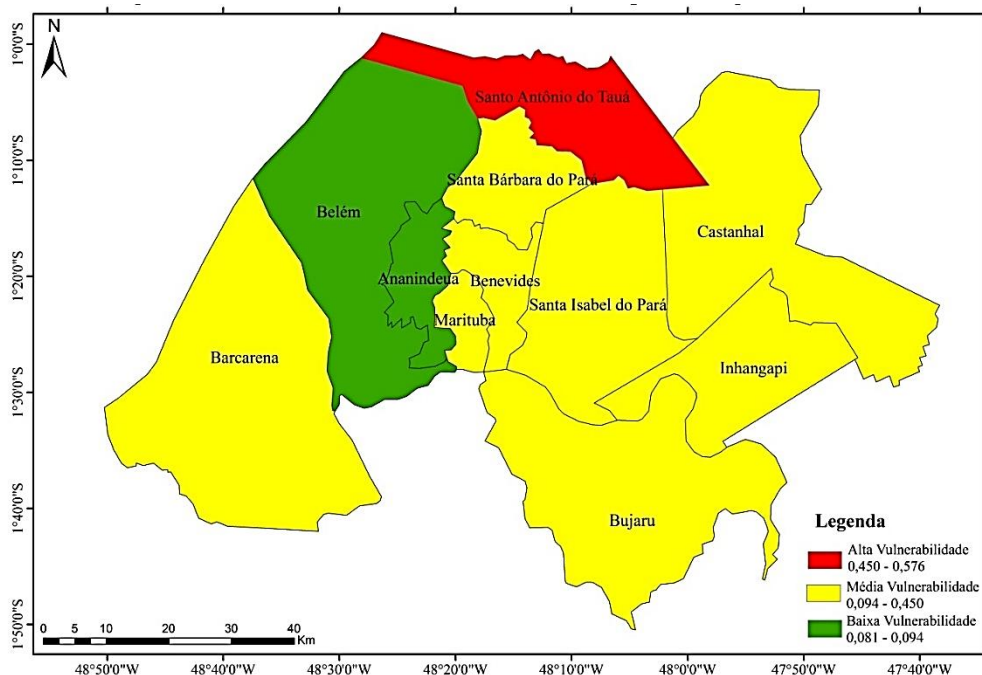 N
Santo Antônio do Tauá
Santa Bárbara do Pará
Belém
Castanhal
Ananindeua
Benevides
Santa Isabel do Pará
Marituba
Barcarena
Inhangapi
Bujaru
Legenda
Alta Vulnerabilidade
0,450 - 0,576
Média Vulnerabilidade
0,094 - 0,450
Baixa Vulnerabilidade
0,081 - 0,094
0 5 10 20 30 40
Km
1°0'0"S
1°10'0"S
1°20'0"S
1°30'0"S
1°40'0"S
1°50'0"S
48°50'0"W 48°40'0"W 48°30'0"W 48°20'0"W 48°10'0"W 48°0'0"W 47°50'0"W 47°40'0"W